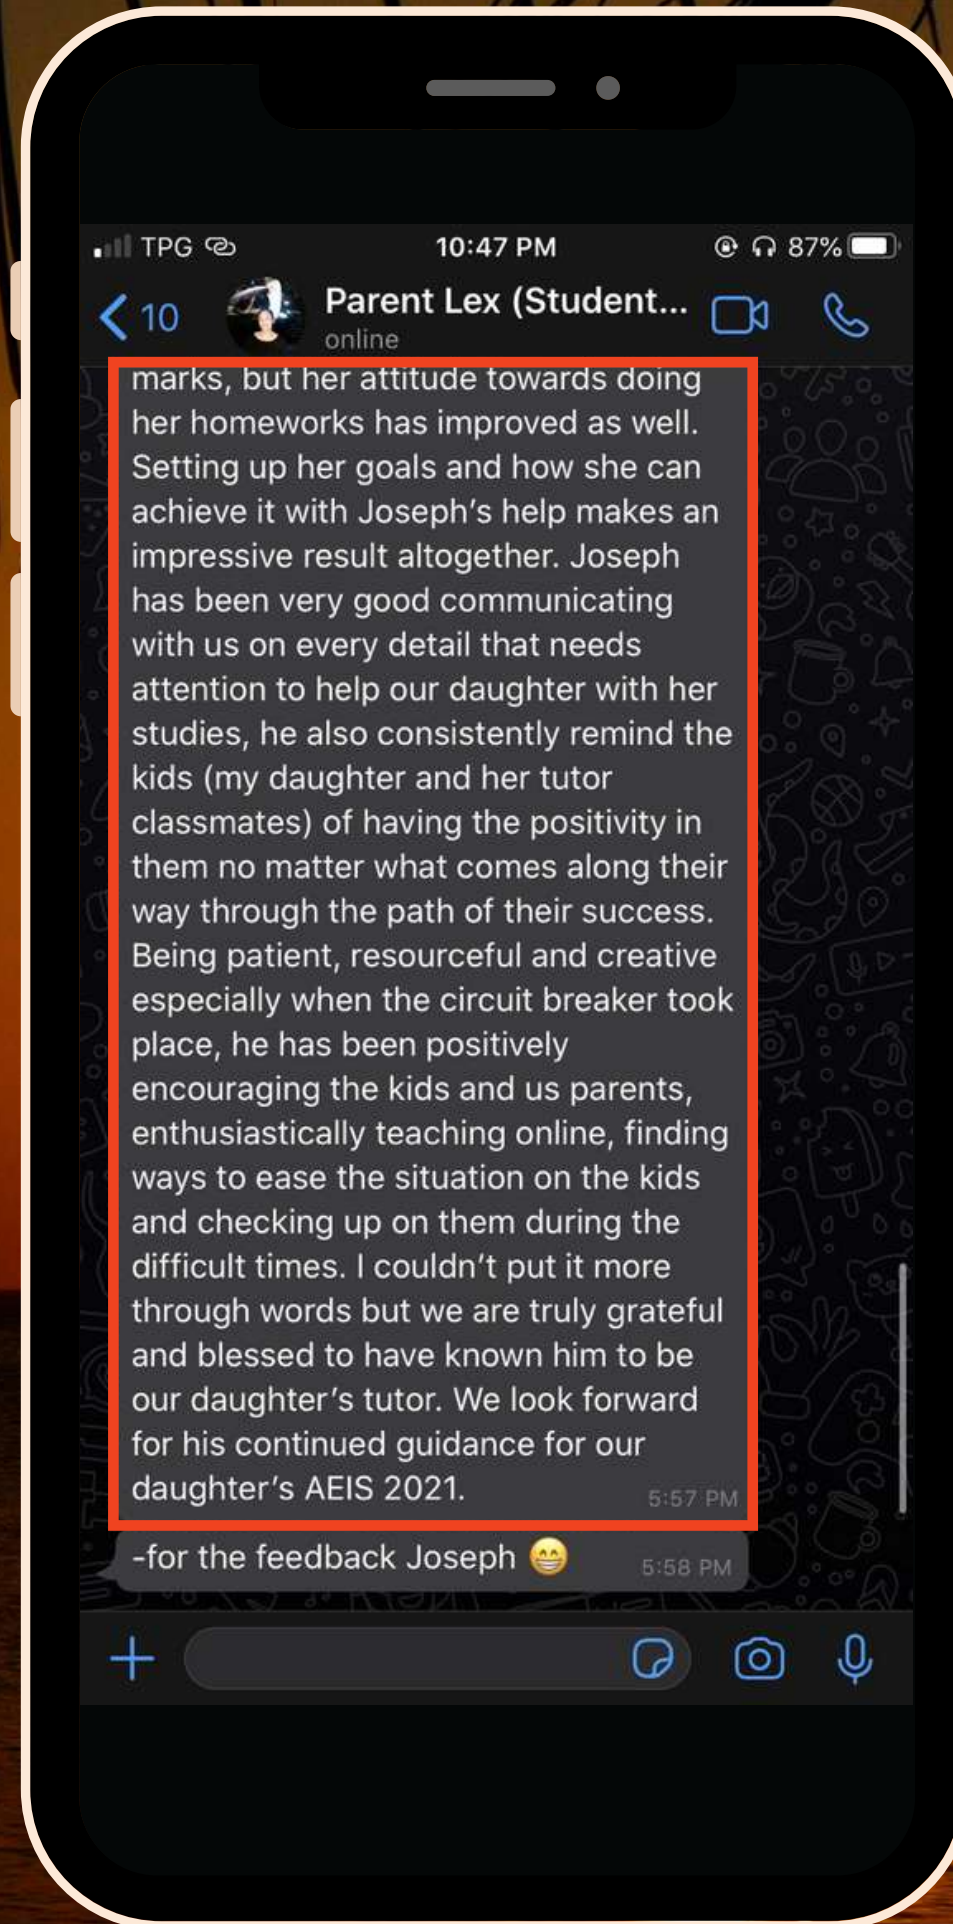 TPG
10:47 PM
87%
10
Parent Lex (Student...
online
marks, but her attitude towards doing
her homeworks has improved as well.
Setting up her goals and how she can
achieve it with Joseph’s help makes an
impressive result altogether. Joseph
has been very good communicating
with us on every detail that needs
attention to help our daughter with her
studies, he also consistently remind the
kids (my daughter and her tutor
classmates) of having the positivity in
them no matter what comes along their
way through the path of their success.
Being patient, resourceful and creative
especially when the circuit breaker took
place, he has been positively
encouraging the kids and us parents,
enthusiastically teaching online, finding
ways to ease the situation on the kids
and checking up on them during the
difficult times. I couldn’t put it more
through words but we are truly grateful
and blessed to have known him to be
our daughter’s tutor. We look forward
for his continued guidance for our
daughter’s AEIS 2021.
5:57 PM
-for the feedback Joseph 😁
5:58 PM